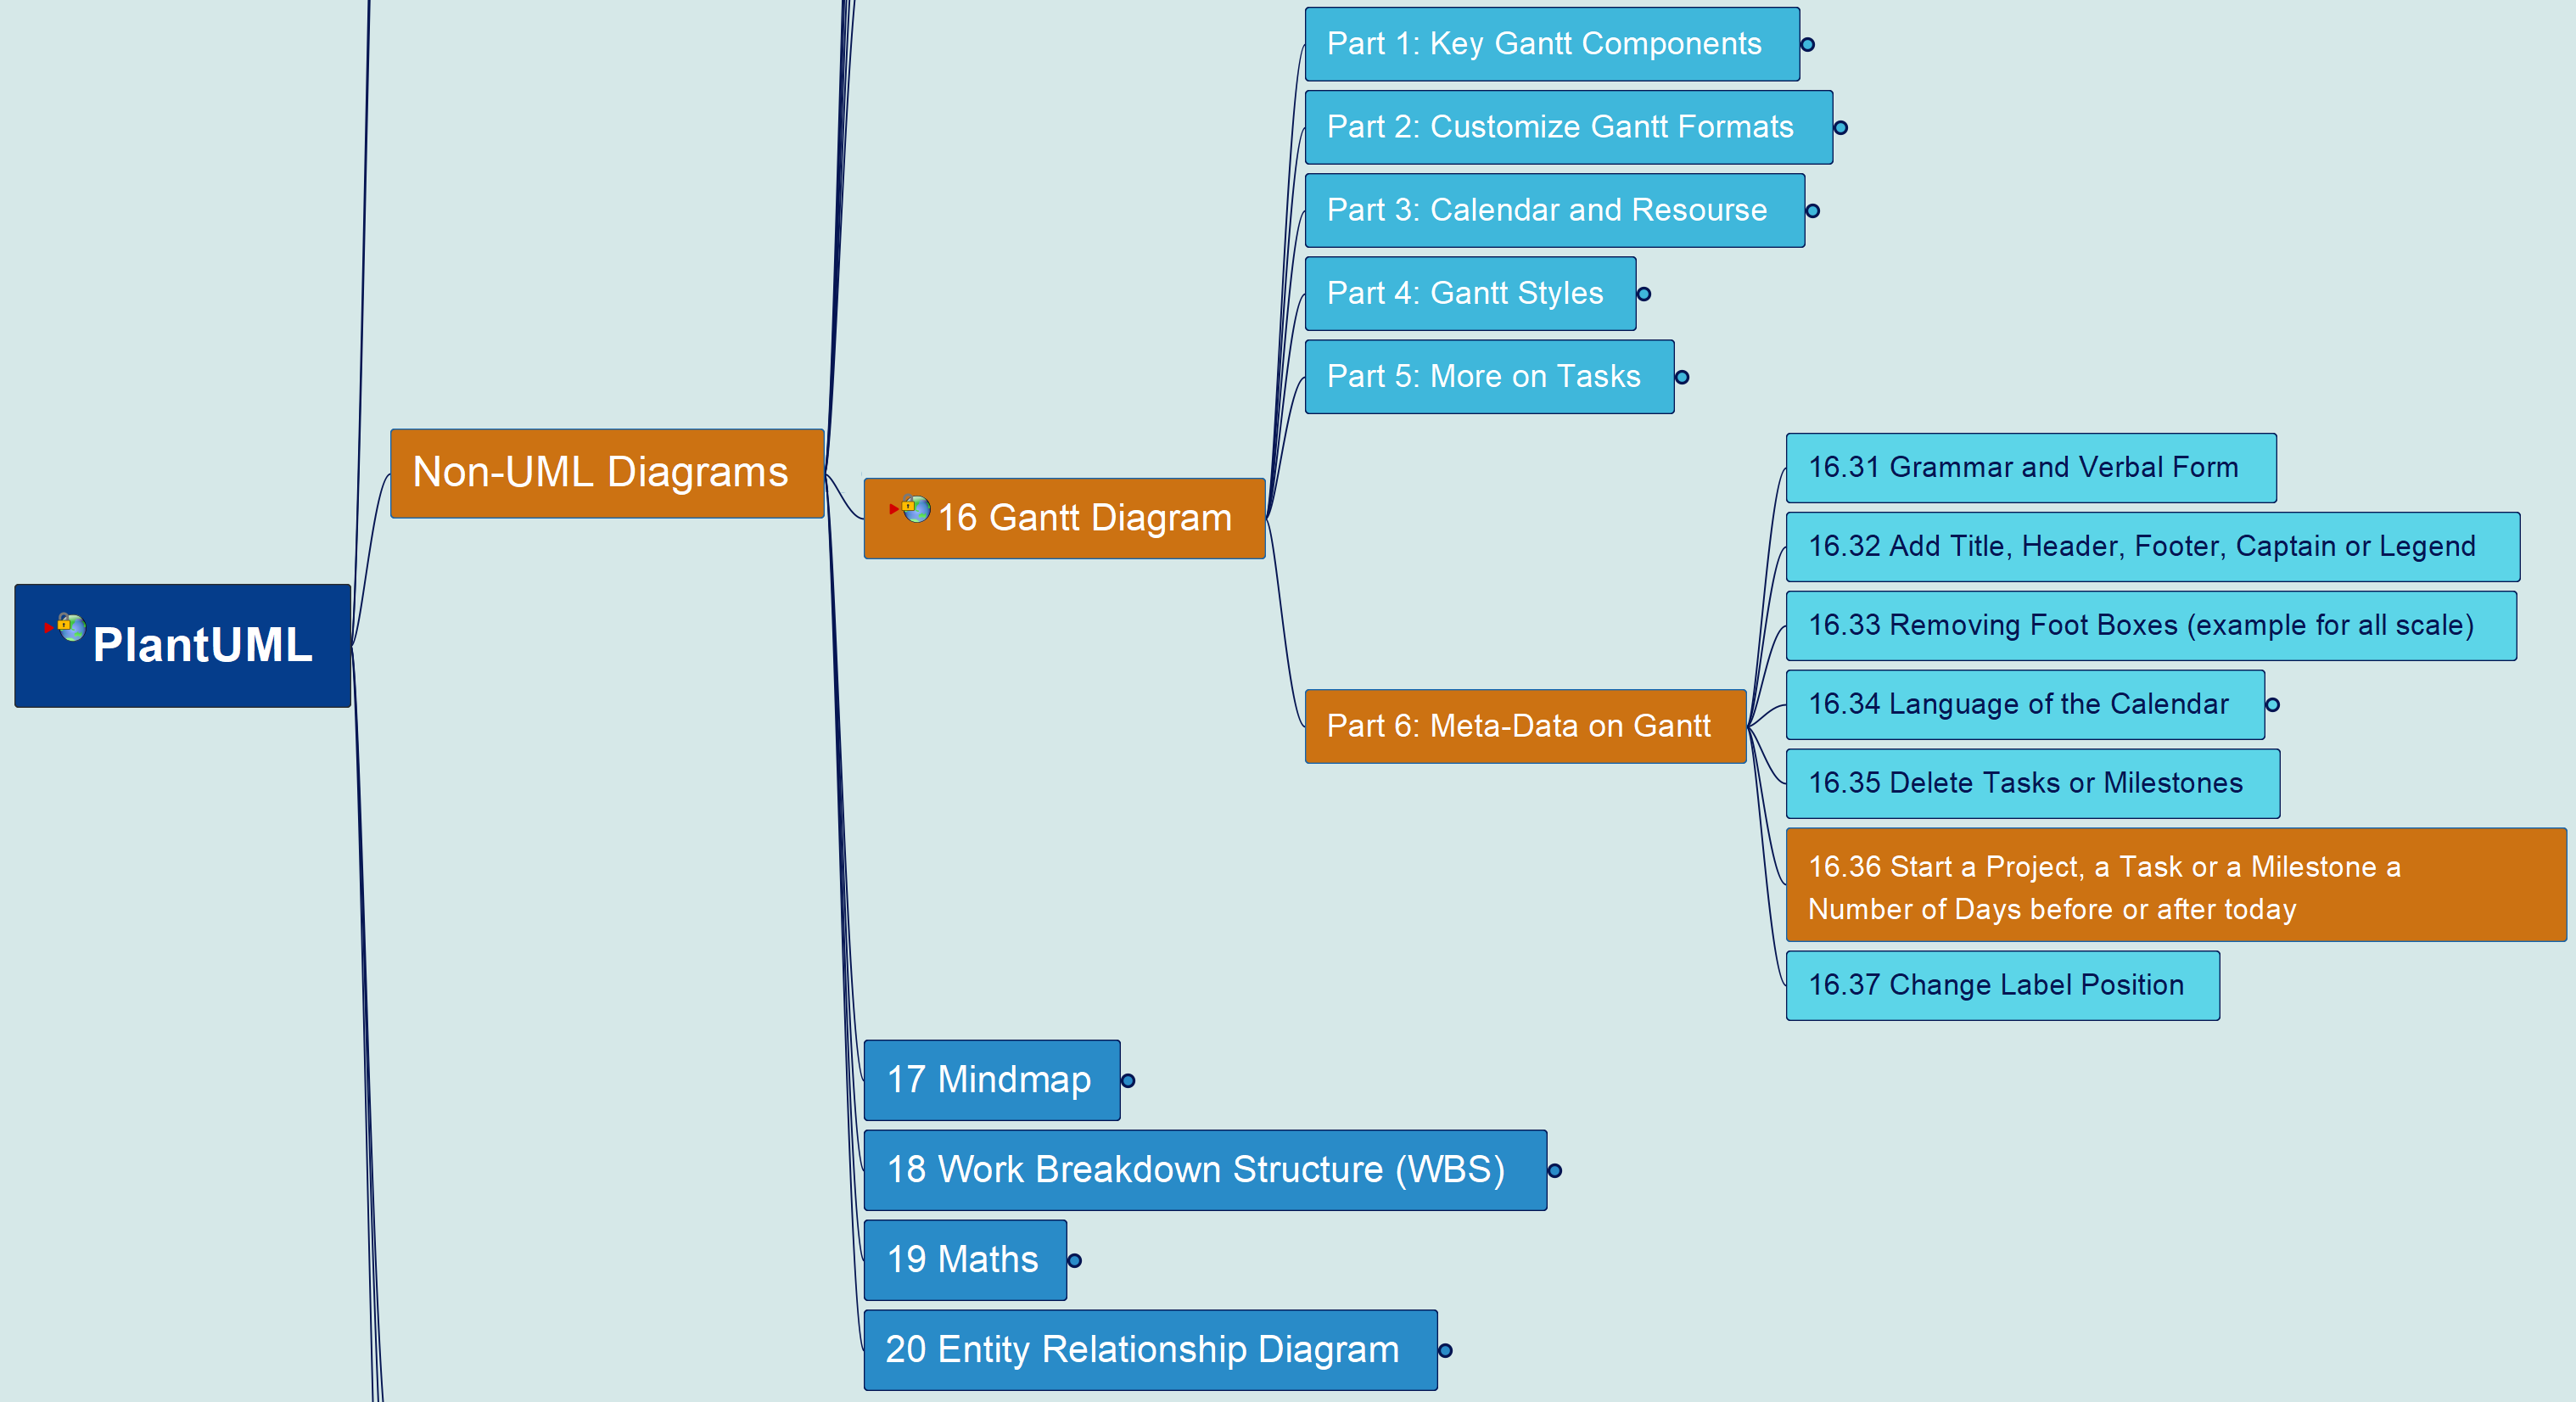 Part 1: Key Gantt Components
Part 2: Customize Gantt Formats
Part 3: Calendar and Resourse
Part 4: Gantt Styles
Part 5: More on Tasks
Non-UML Diagrams
16 Gantt Diagram
PlantUML
Part 6: Meta-Data on Gantt
16.31 Grammar and Verbal Form
16.32 Add Title, Header, Footer, Captain or Legend
16.33 Removing Foot Boxes (example for all scale)
16.34 Language of the Calendar
16.35 Delete Tasks or Milestones
16.36 Start a Project, a Task or a Milestone a
Number of Days before or after today
16.37 Change Label Position
17 Mindmap
18 Work Breakdown Structure (WBS)
19 Maths
20 Entity Relationship Diagram